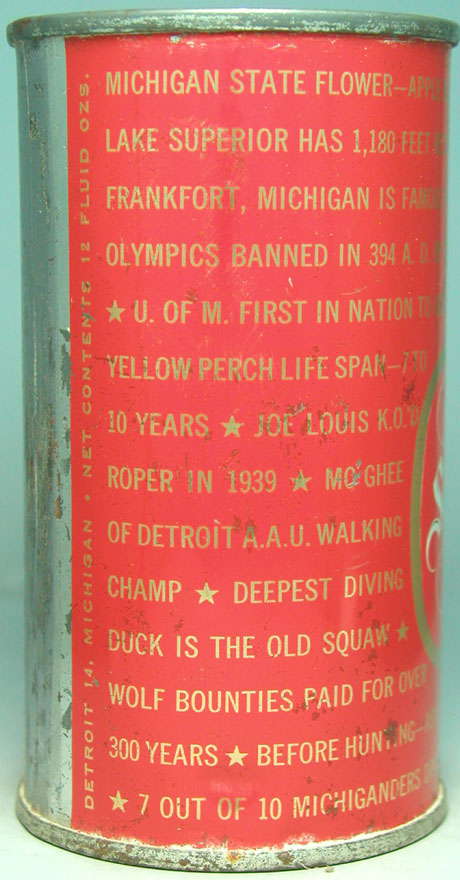 MICHIGAN STATE FLOWER—APPLE
LAKE SUPERIOR HAS 1,180 FEET
FRANKFORT, MICHIGAN IS
OLYMPICS BANNED IN 394 A. D.
★ U. OF M. FIRST IN NATION TO
YELLOW PERCH LIFE SPAN—7 TO
10 YEARS ★ JOE LOUIS K.O.'D
ROPER IN 1939 ★ MC GHEE
OF DETROIT A.A.U. WALKING
CHAMP ★ DEEPEST DIVING
DUCK IS THE OLD SQUAW ★
WOLF BOUNTIES PAID FOR OVER
300 YEARS ★ BEFORE HUNTING—
★ 7 OUT OF 10 MICHIGANDERS
DETROIT 14, MICHIGAN • NET CONTENTS 12 FLUID OZS.